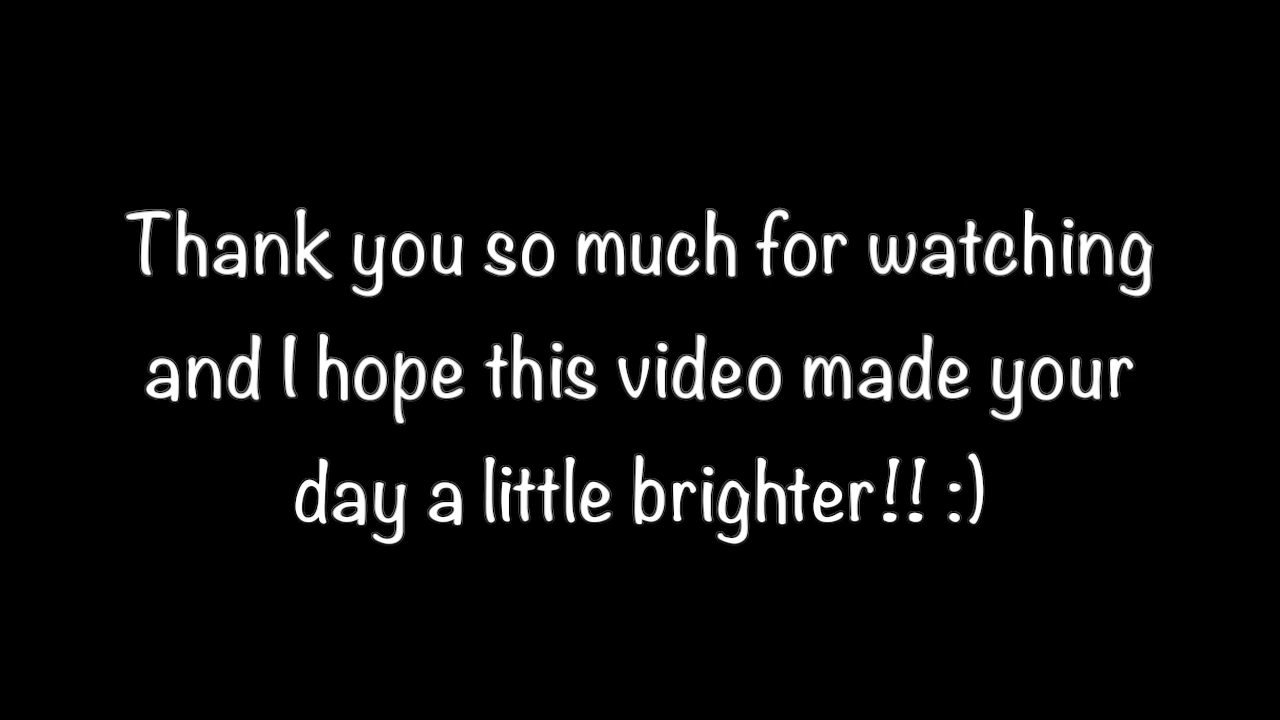 Thank you so much for watching
and I hope this video made your
day a little brighter!! :)